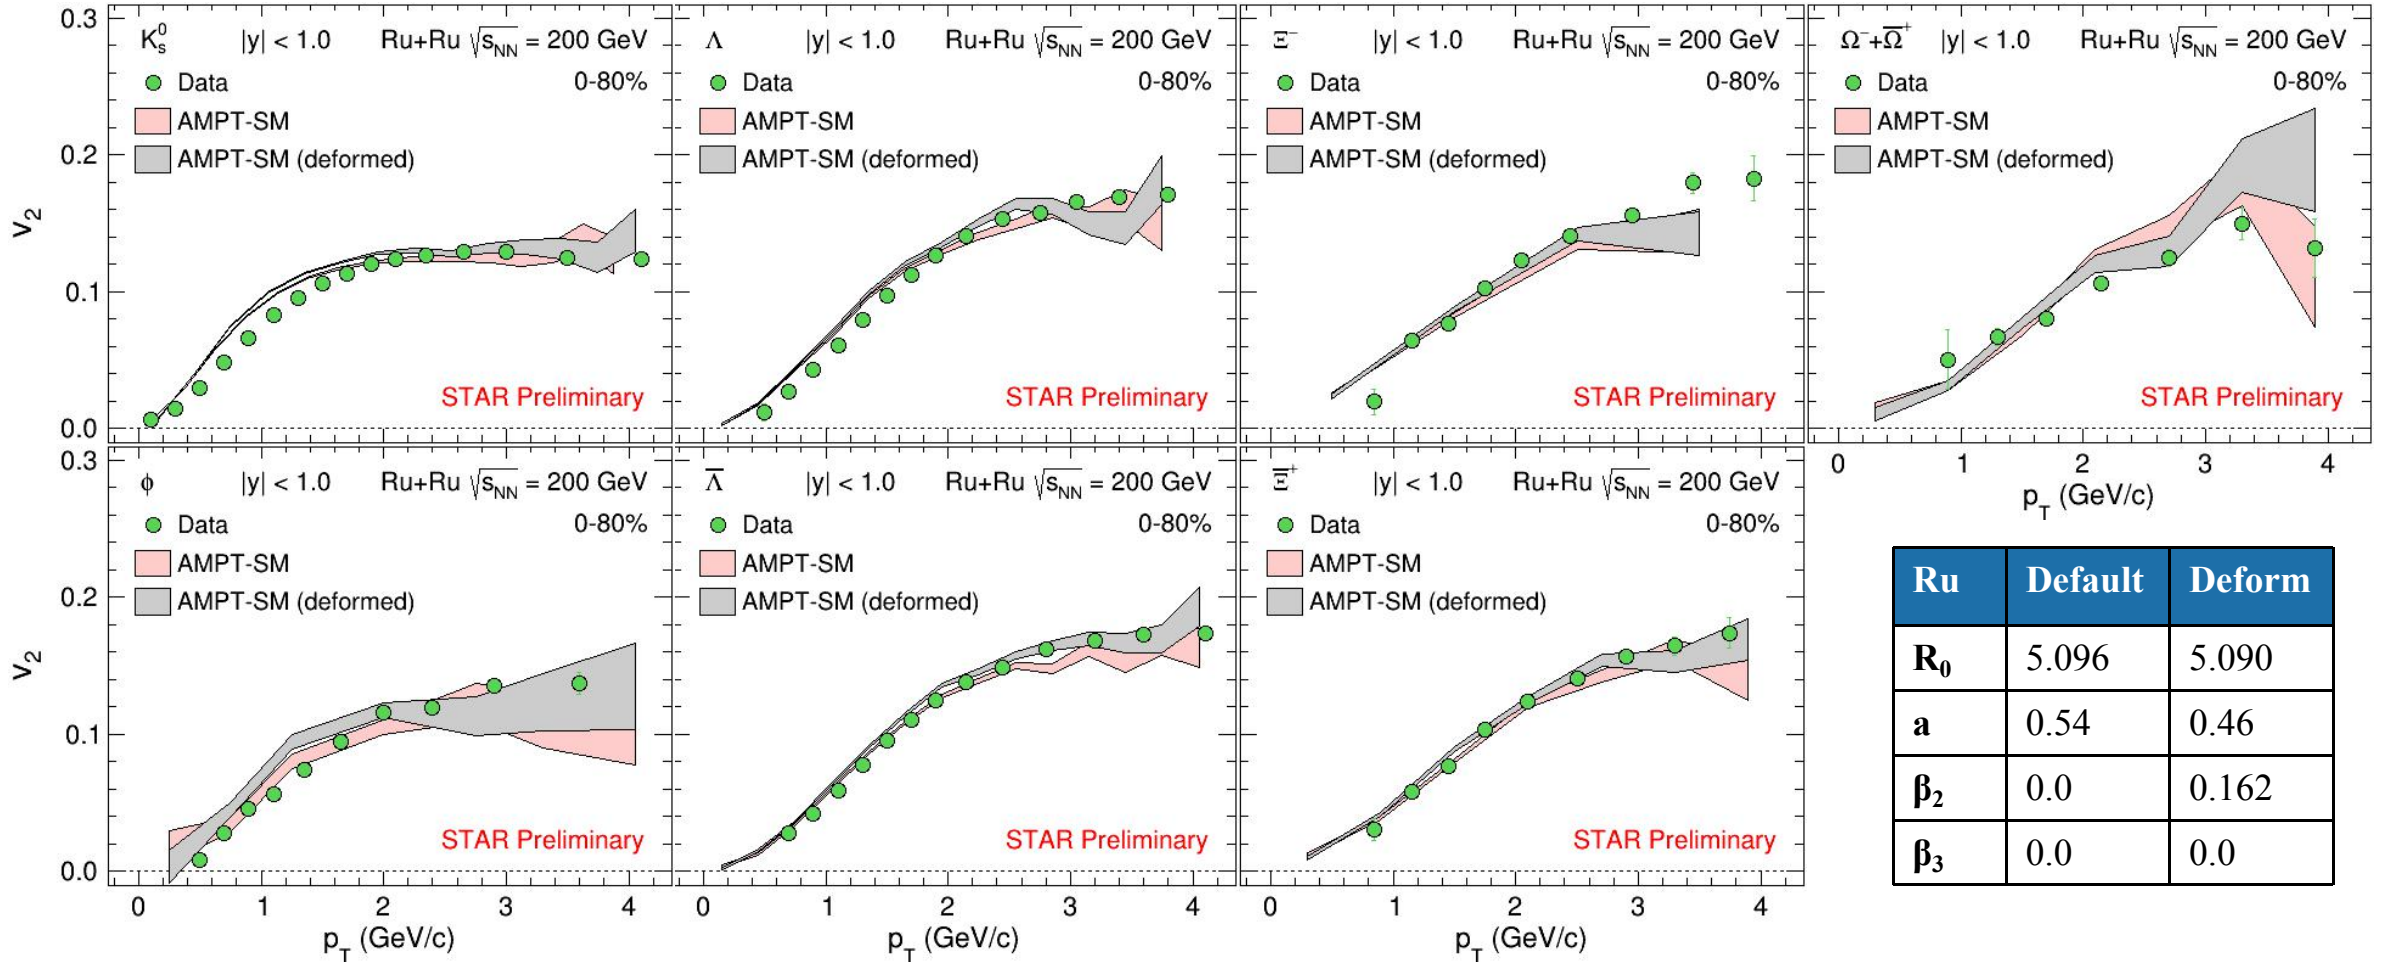 K⁰ₛ |y| < 1.0 Ru+Ru √sNN = 200 GeV
Data 0-80%
AMPT-SM
AMPT-SM (deformed)
STAR Preliminary
Λ |y| < 1.0 Ru+Ru √sNN = 200 GeV
Data 0-80%
AMPT-SM
AMPT-SM (deformed)
STAR Preliminary
Ξ⁻ |y| < 1.0 Ru+Ru √sNN = 200 GeV
Data 0-80%
AMPT-SM
AMPT-SM (deformed)
STAR Preliminary
Ω⁻+Ω̅⁺ |y| < 1.0 Ru+Ru √sNN = 200 GeV
Data 0-80%
AMPT-SM
AMPT-SM (deformed)
STAR Preliminary
0.3
0.2
0.1
0.0
v₂
0 1 2 3 4
pT (GeV/c)
ϕ |y| < 1.0 Ru+Ru √sNN = 200 GeV
Data 0-80%
AMPT-SM
AMPT-SM (deformed)
STAR Preliminary
Λ̅ |y| < 1.0 Ru+Ru √sNN = 200 GeV
Data 0-80%
AMPT-SM
AMPT-SM (deformed)
STAR Preliminary
Ξ̅⁺ |y| < 1.0 Ru+Ru √sNN = 200 GeV
Data 0-80%
AMPT-SM
AMPT-SM (deformed)
STAR Preliminary
0.3
0.2
0.1
0.0
v₂
0 1 2 3 4
pT (GeV/c)
0 1 2 3 4
pT (GeV/c)
0 1 2 3 4
pT (GeV/c)
Ru Default Deform
R₀ 5.096 5.090
a 0.54 0.46
β₂ 0.0 0.162
β₃ 0.0 0.0